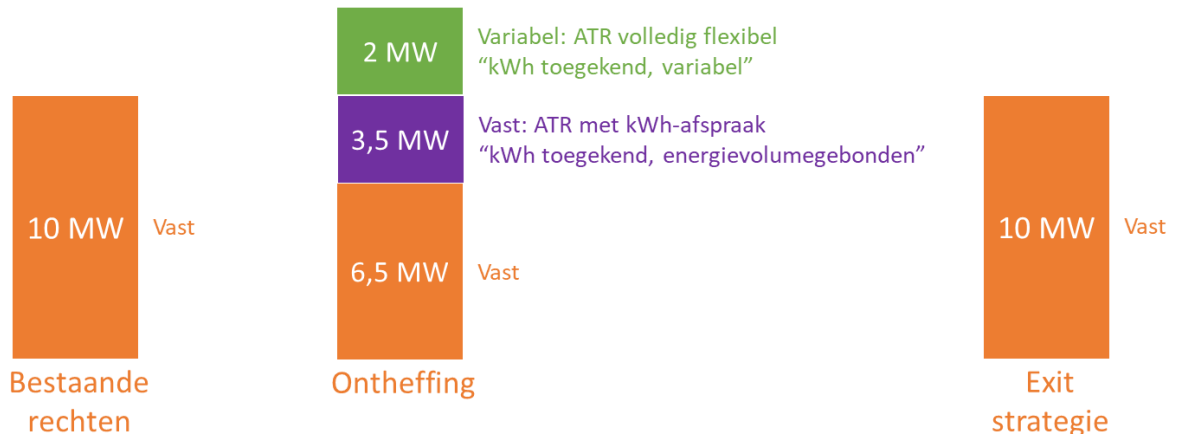 10 MW
Vast
Bestaande
rechten
2 MW
Variabel: ATR volledig flexibel
“kWh toegekend, variabel”
3,5 MW
Vast: ATR met kWh-afspraak
“kWh toegekend, energievolumegebonden”
6,5 MW
Vast
Ontheffing
10 MW
Vast
Exit
strategie